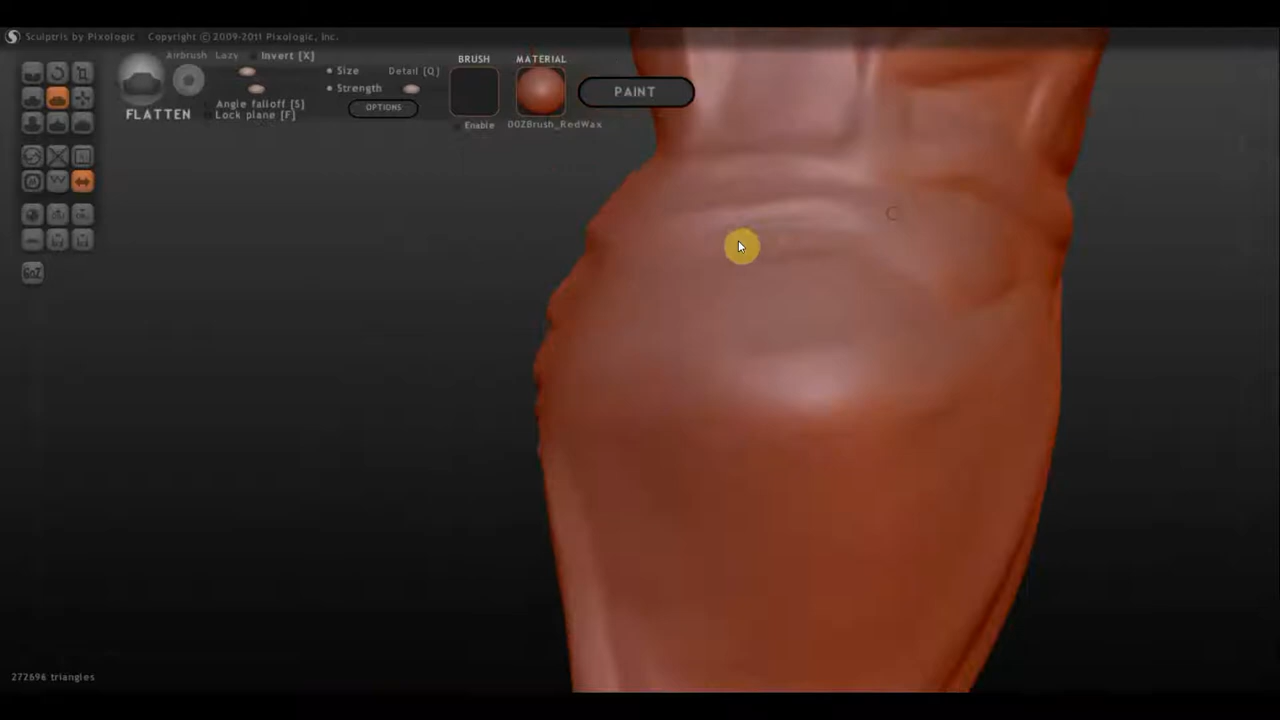 Sculptris by Pixologic   Copyright © 2009-2011 Pixologic, Inc.
Airbrush Lazy Invert [X]
Size Detail [Q]
Strength
Angle falloff [S]
Lock plane [F]
OPTIONS
FLATTEN
BRUSH
Enable
MATERIAL
00ZBrush_RedWax
PAINT
GoZ
272696 triangles